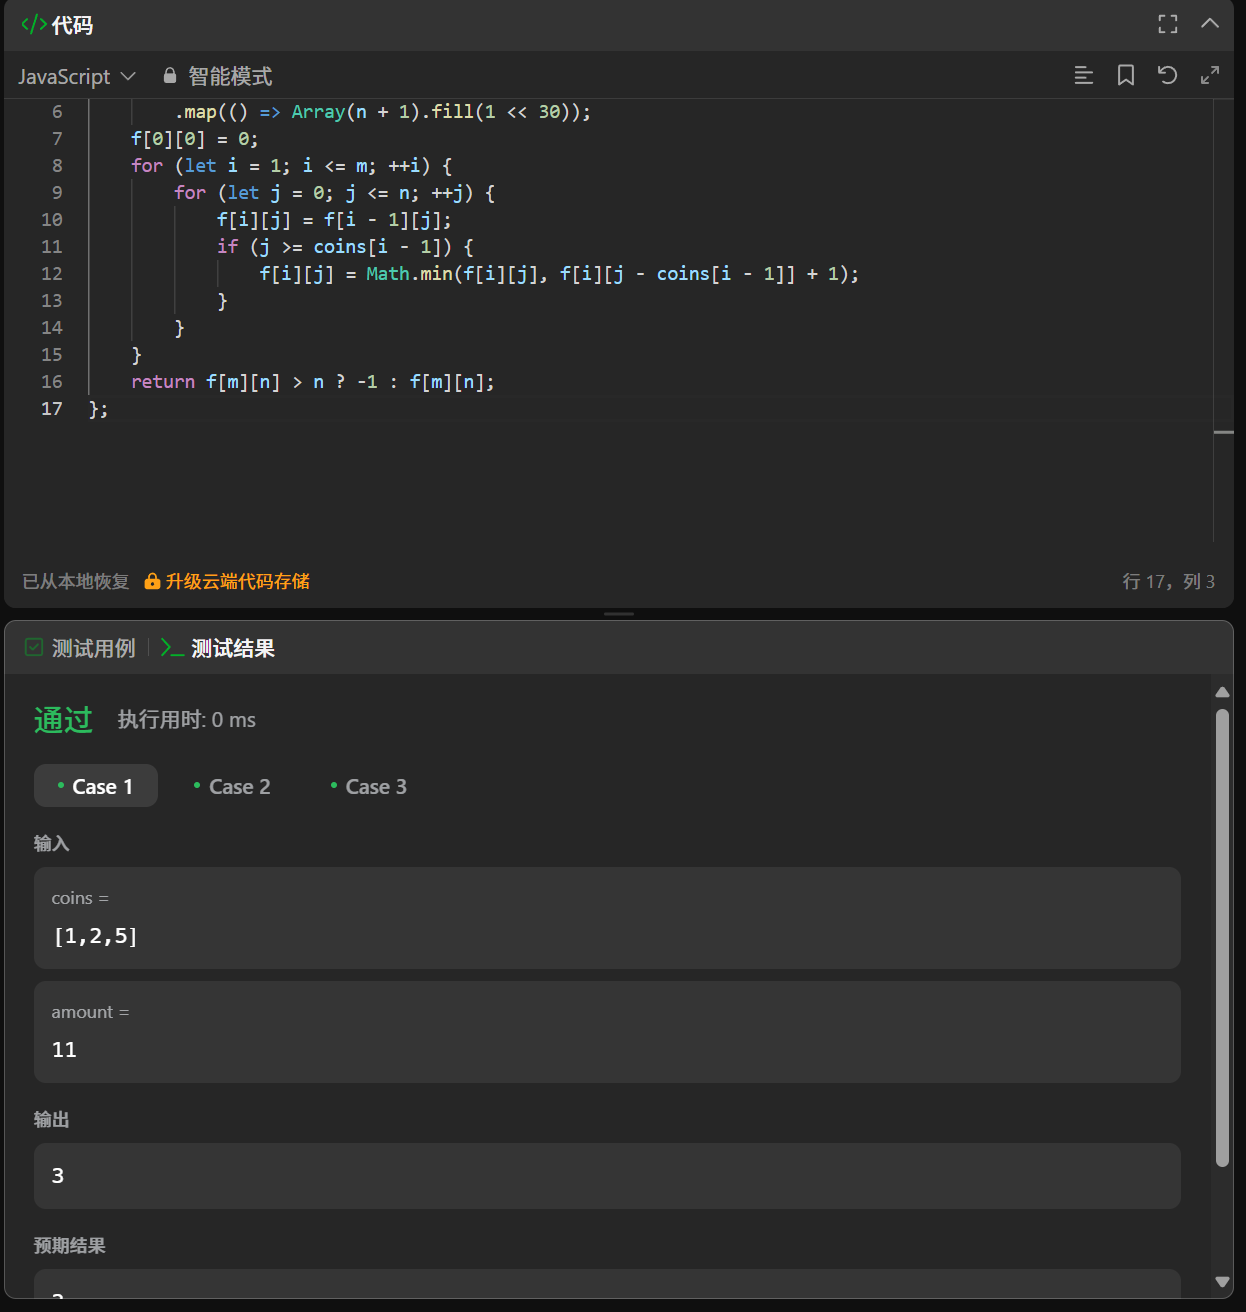 </> 代码
JavaScript 智能模式
6 .map(() => Array(n + 1).fill(1 << 30));
7 f[0][0] = 0;
8 for (let i = 1; i <= m; ++i) {
9 for (let j = 0; j <= n; ++j) {
10 f[i][j] = f[i - 1][j];
11 if (j >= coins[i - 1]) {
12 f[i][j] = Math.min(f[i][j], f[i][j - coins[i - 1]] + 1);
13 }
14 }
15 }
16 return f[m][n] > n ? -1 : f[m][n];
17 };
已从本地恢复 升级云端代码存储 行 17，列 3
测试用例 >_ 测试结果
通过 执行用时: 0 ms
Case 1 Case 2 Case 3
输入
coins =
[1,2,5]
amount =
11
输出
3
预期结果